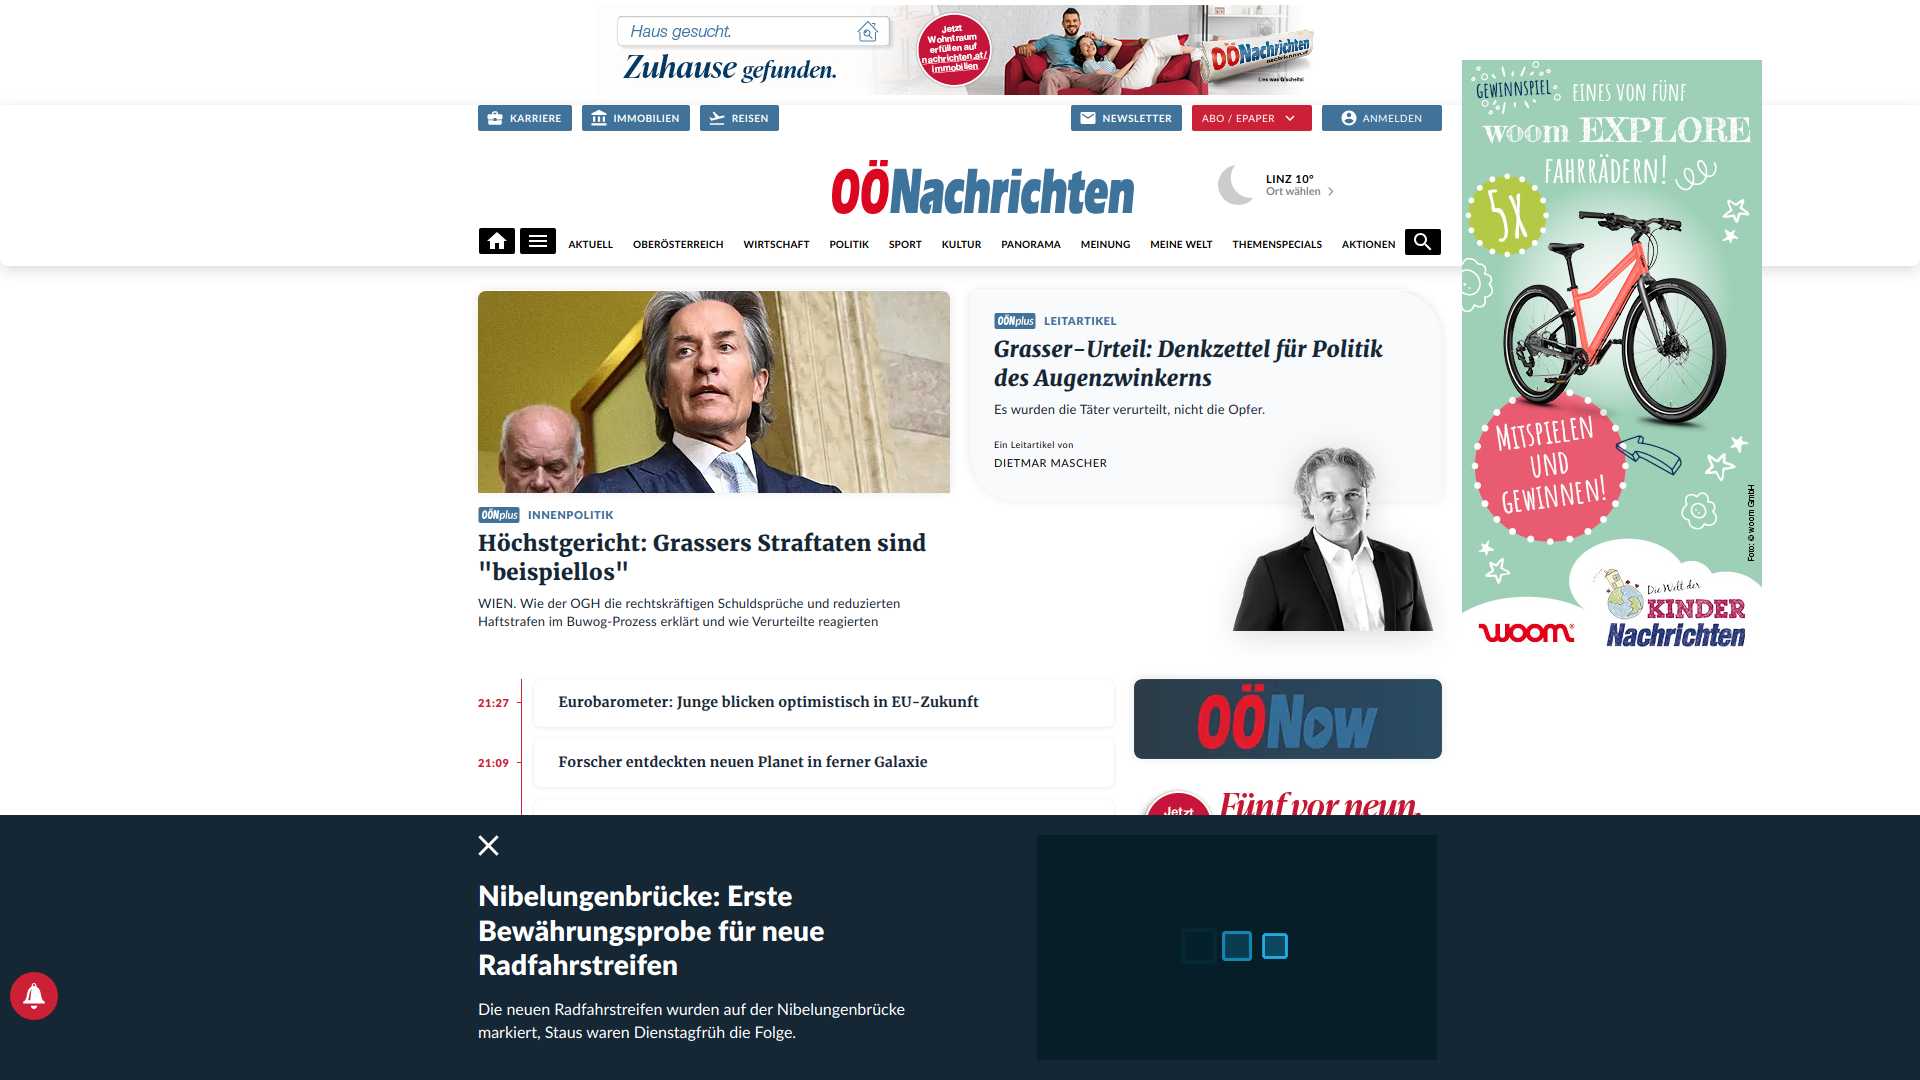 Haus gesucht.
Zuhause gefunden.
Jetzt
Wohntraum
erfüllen auf
nachrichten.at/
immobilien
OÖNachrichten
Lies was G'scheits!
KARRIERE
IMMOBILIEN
REISEN
NEWSLETTER
ABO / EPAPER
ANMELDEN
OÖNachrichten
LINZ 10°
Ort wählen
AKTUELL
OBERÖSTERREICH
WIRTSCHAFT
POLITIK
SPORT
KULTUR
PANORAMA
MEINUNG
MEINE WELT
THEMENSPECIALS
AKTIONEN
GEWINNSPIEL
EINES VON FÜNF
woom EXPLORE
FAHRRÄDERN!
5X
MITSPIELEN
UND
GEWINNEN!
Foto: © woom GmbH
Die Welt der
KINDER
Nachrichten
woom
OÖNplus INNENPOLITIK
Höchstgericht: Grassers Straftaten sind
"beispiellos"
WIEN. Wie der OGH die rechtskräftigen Schuldsprüche und reduzierten
Haftstrafen im Buwog-Prozess erklärt und wie Verurteilte reagierten
OÖNplus LEITARTIKEL
Grasser-Urteil: Denkzettel für Politik
des Augenzwinkerns
Es wurden die Täter verurteilt, nicht die Opfer.
Ein Leitartikel von
DIETMAR MASCHER
21:27
Eurobarometer: Junge blicken optimistisch in EU-Zukunft
21:09
Forscher entdeckten neuen Planet in ferner Galaxie
OÖNow
Jetzt
Fünf vor neun.
Nibelungenbrücke: Erste
Bewährungsprobe für neue
Radfahrstreifen
Die neuen Radfahrstreifen wurden auf der Nibelungenbrücke
markiert, Staus waren Dienstagfrüh die Folge.